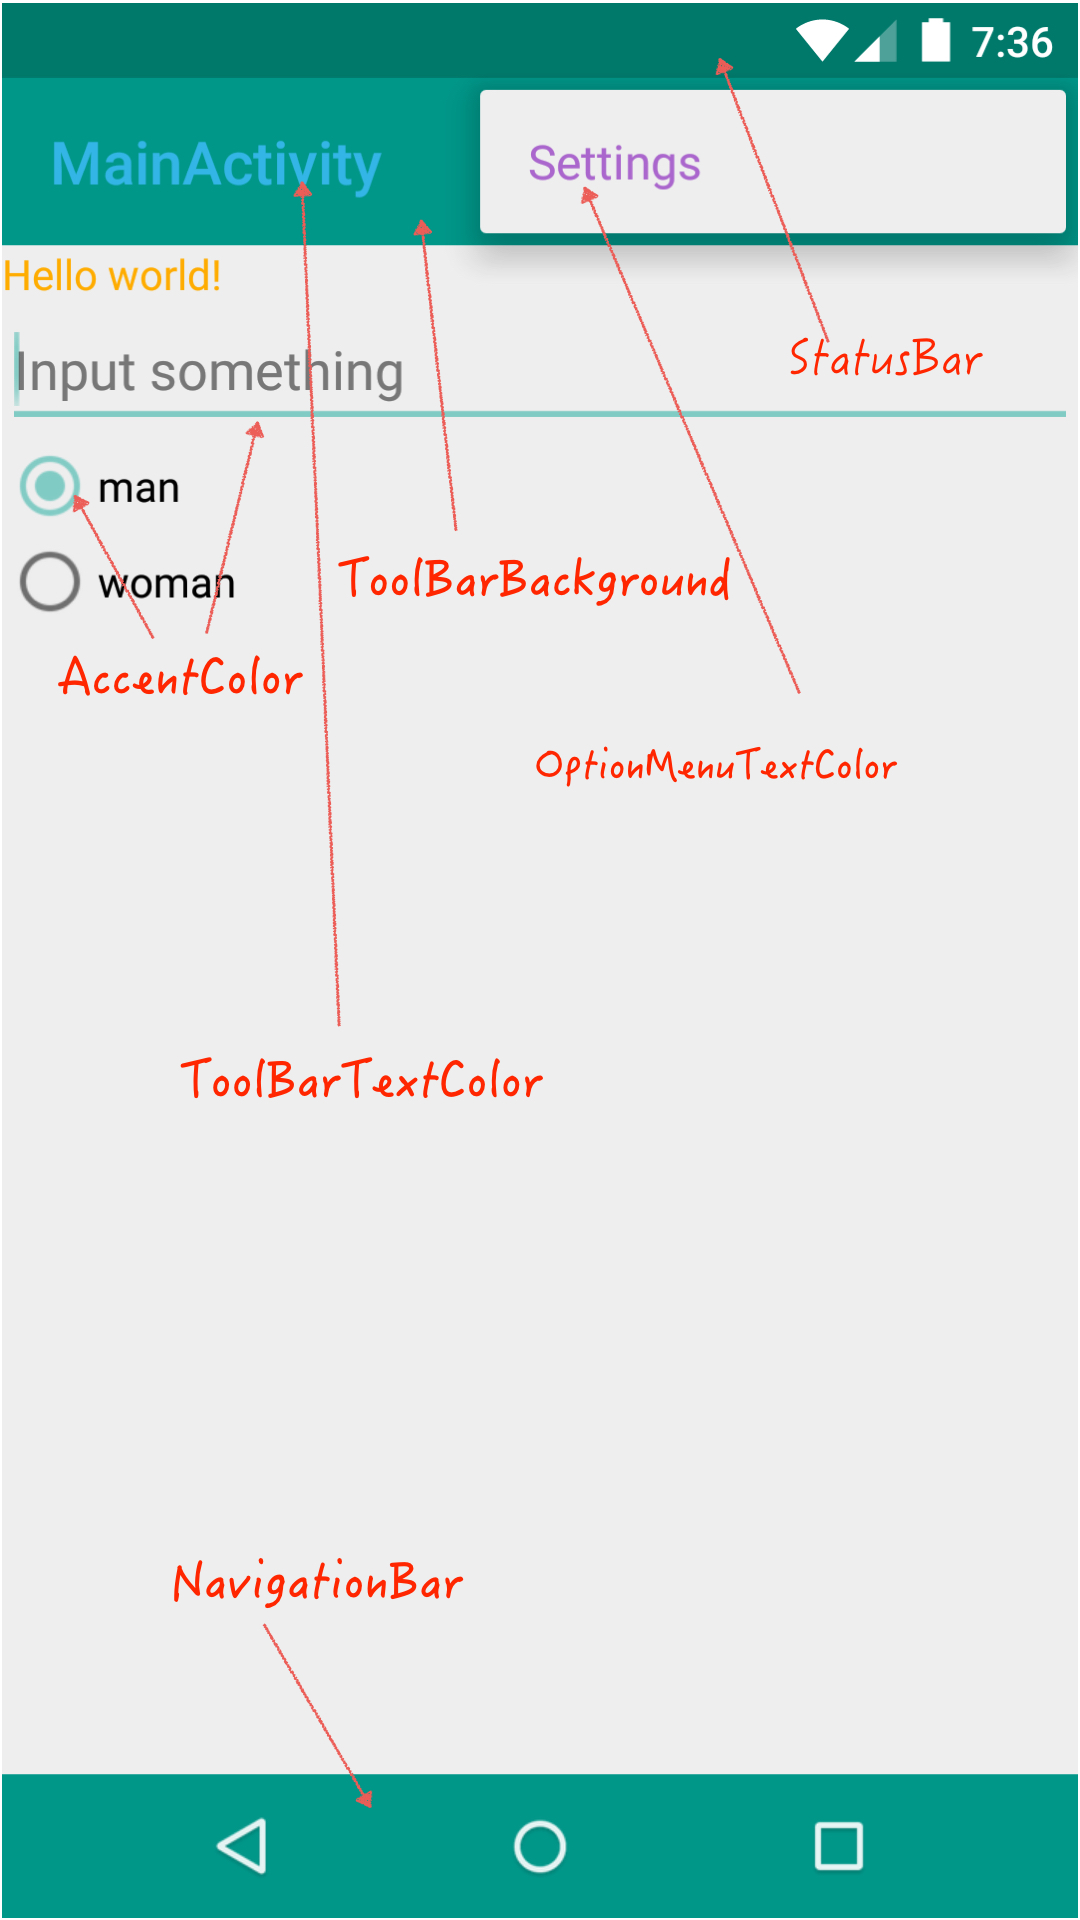 7:36
MainActivity
Settings
Hello world!
StatusBar
Input something
man
woman
ToolBarBackground
AccentColor
OptionMenuTextColor
ToolBarTextColor
NavigationBar